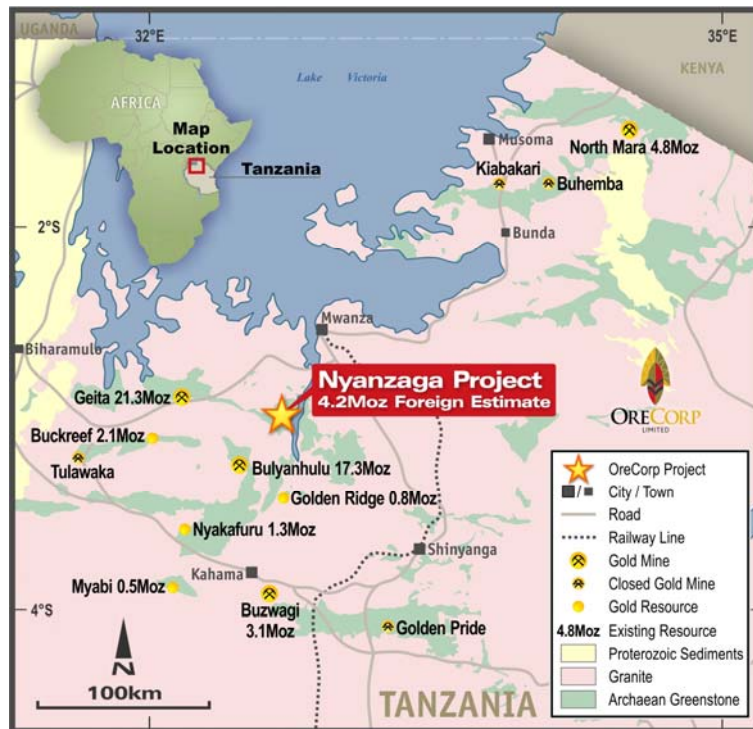 UGANDA
32°E
35°E
KENYA
Lake Victoria
AFRICA
Map
Location
Tanzania
Musoma
North Mara 4.8Moz
Kiabakari
Buhemba
2°S
Bunda
Mwanza
Biharamulo
Nyanzaga Project
4.2Moz Foreign Estimate
Geita 21.3Moz
ORECORP
LIMITED
Buckreef 2.1Moz
Tulawaka
Bulyanhulu 17.3Moz
Golden Ridge 0.8Moz
Nyakafuru 1.3Moz
Shinyanga
Kahama
Myabi 0.5Moz
Buzwagi
3.1Moz
4°S
Golden Pride
N
100km
TANZANIA
OreCorp Project
/ City / Town
Road
Railway Line
Gold Mine
Closed Gold Mine
Gold Resource
4.8Moz Existing Resource
Proterozoic Sediments
Granite
Archaean Greenstone